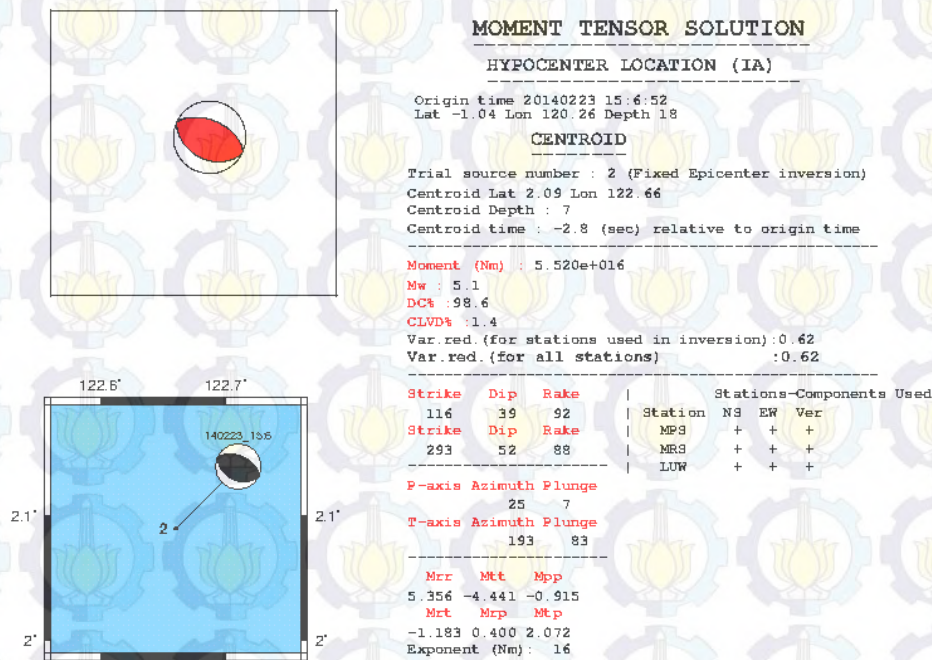 MOMENT TENSOR SOLUTION
HYPOCENTER LOCATION (IA)
Origin time 20140223 15:6:52
Lat -1.04 Lon 120.26 Depth 18
CENTROID
Trial source number : 2 (Fixed Epicenter inversion)
Centroid Lat 2.09 Lon 122.66
Centroid Depth : 7
Centroid time : -2.8 (sec) relative to origin time
Moment (Nm) : 5.520e+016
Mw : 5.1
DC% :98.6
CLVD% :1.4
Var.red.(for stations used in inversion):0.62
Var.red.(for all stations) :0.62
Strike Dip Rake | Stations-Components Used
116 39 92 | Station NS EW Ver
Strike Dip Rake | MPS + + +
293 52 88 | MRS + + +
| LUW + + +
P-axis Azimuth Plunge
25 7
T-axis Azimuth Plunge
193 83
Mrr Mtt Mpp
5.356 -4.441 -0.915
Mrt Mrp Mtp
-1.183 0.400 2.072
Exponent (Nm): 16
122.6° 122.7°
140223_15:6
2
2.1° 2.1°
2° 2°